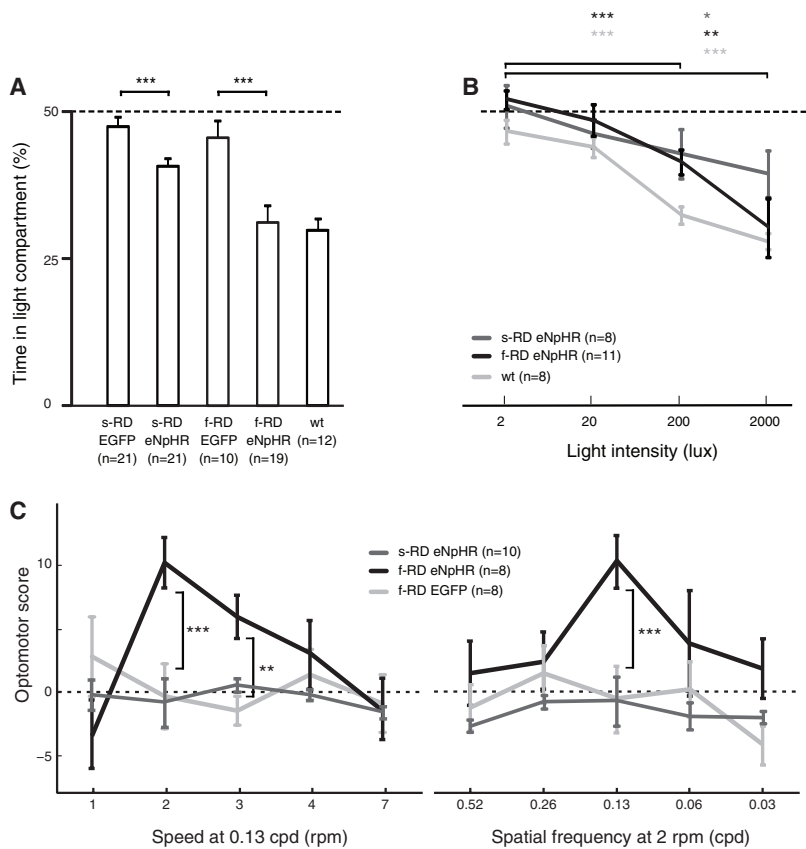 A
***
***
50
25
0
Time in light compartment (%)
s-RD EGFP (n=21)
s-RD eNpHR (n=21)
f-RD EGFP (n=10)
f-RD eNpHR (n=19)
wt (n=12)
B
*** *
*** **
***
s-RD eNpHR (n=8)
f-RD eNpHR (n=11)
wt (n=8)
2 20 200 2000
Light intensity (lux)
C
s-RD eNpHR (n=10)
f-RD eNpHR (n=8)
f-RD EGFP (n=8)
Optomotor score
10
5
0
−5
***
**
***
1 2 3 4 7
Speed at 0.13 cpd (rpm)
0.52 0.26 0.13 0.06 0.03
Spatial frequency at 2 rpm (cpd)